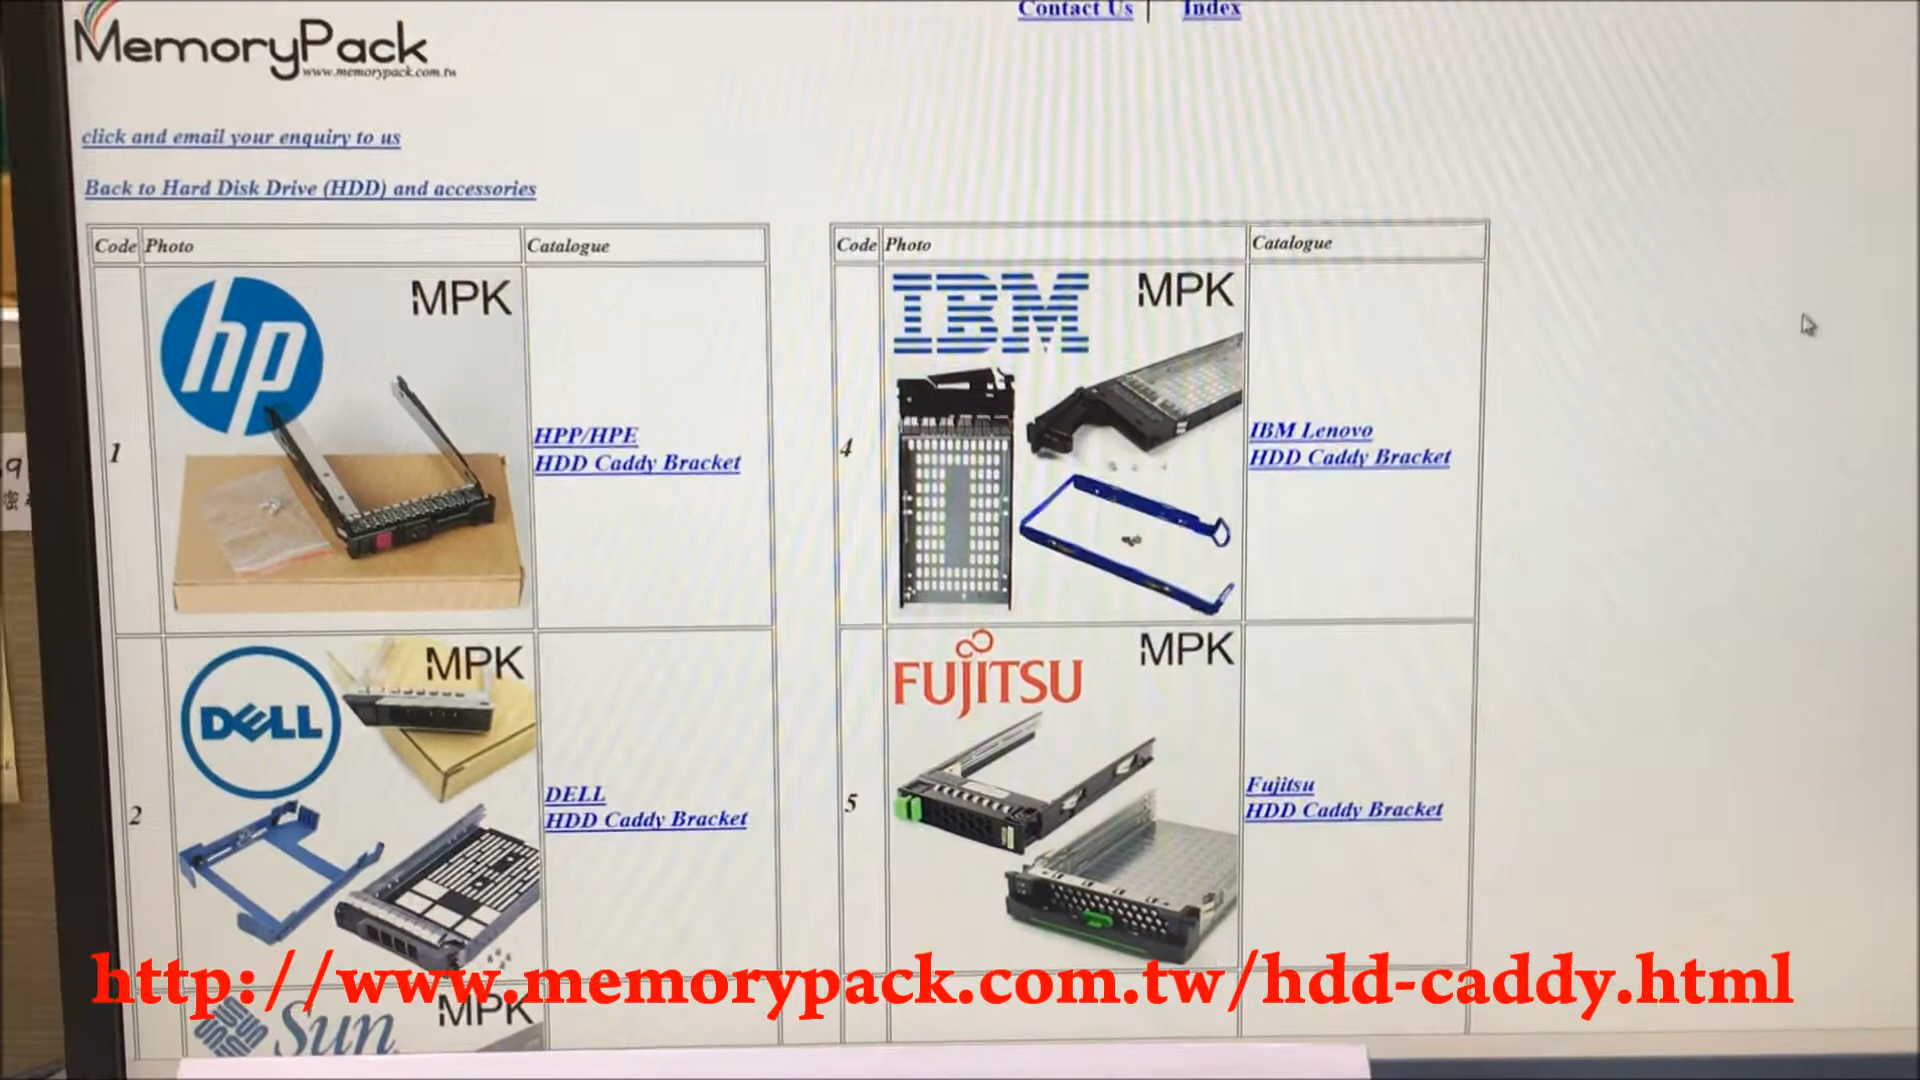 Contact Us | Index
MemoryPack
www.memorypack.com.tw
click and email your enquiry to us
Back to Hard Disk Drive (HDD) and accessories
Code Photo Catalogue
1
hp
MPK
HPP/HPE
HDD Caddy Bracket
2
DELL
MPK
DELL
HDD Caddy Bracket
Sun
MPK
Code Photo Catalogue
4
IBM
MPK
IBM Lenovo
HDD Caddy Bracket
5
FUJITSU
MPK
Fujitsu
HDD Caddy Bracket
http://www.memorypack.com.tw/hdd-caddy.html